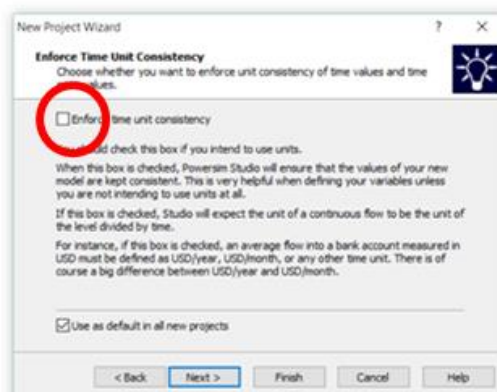 New Project Wizard ? ×
Enforce Time Unit Consistency
Choose whether you want to enforce unit consistency of time values and time
values.
Enforce time unit consistency
should check this box if you intend to use units.
When this box is checked, Powersim Studio will ensure that the values of your new
model are kept consistent. This is very helpful when defining your variables unless
you are not intending to use units at all.
If this box is checked, Studio will expect the unit of a continuous flow to be the unit of
the level divided by time.
For instance, if this box is checked, an average flow into a bank account measured in
USD must be defined as USD/year, USD/month, or any other time unit. There is of
course a big difference between USD/year and USD/month.
Use as default in all new projects
< Back Next > Finish Cancel Help